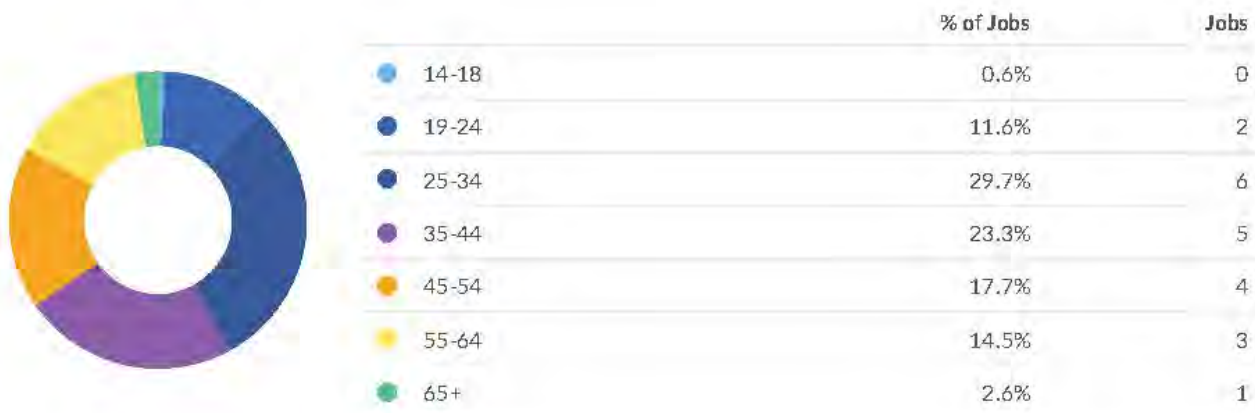 % of Jobs Jobs
14-18 0.6% 0
19-24 11.6% 2
25-34 29.7% 6
35-44 23.3% 5
45-54 17.7% 4
55-64 14.5% 3
65+ 2.6% 1